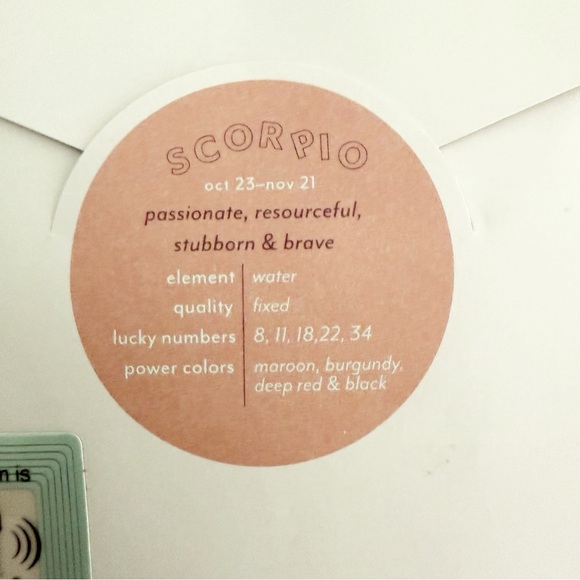 SCORPIO
oct 23–nov 21
passionate, resourceful,
stubborn & brave
element water
quality fixed
lucky numbers 8, 11, 18,22, 34
power colors maroon, burgundy,
deep red & black
is